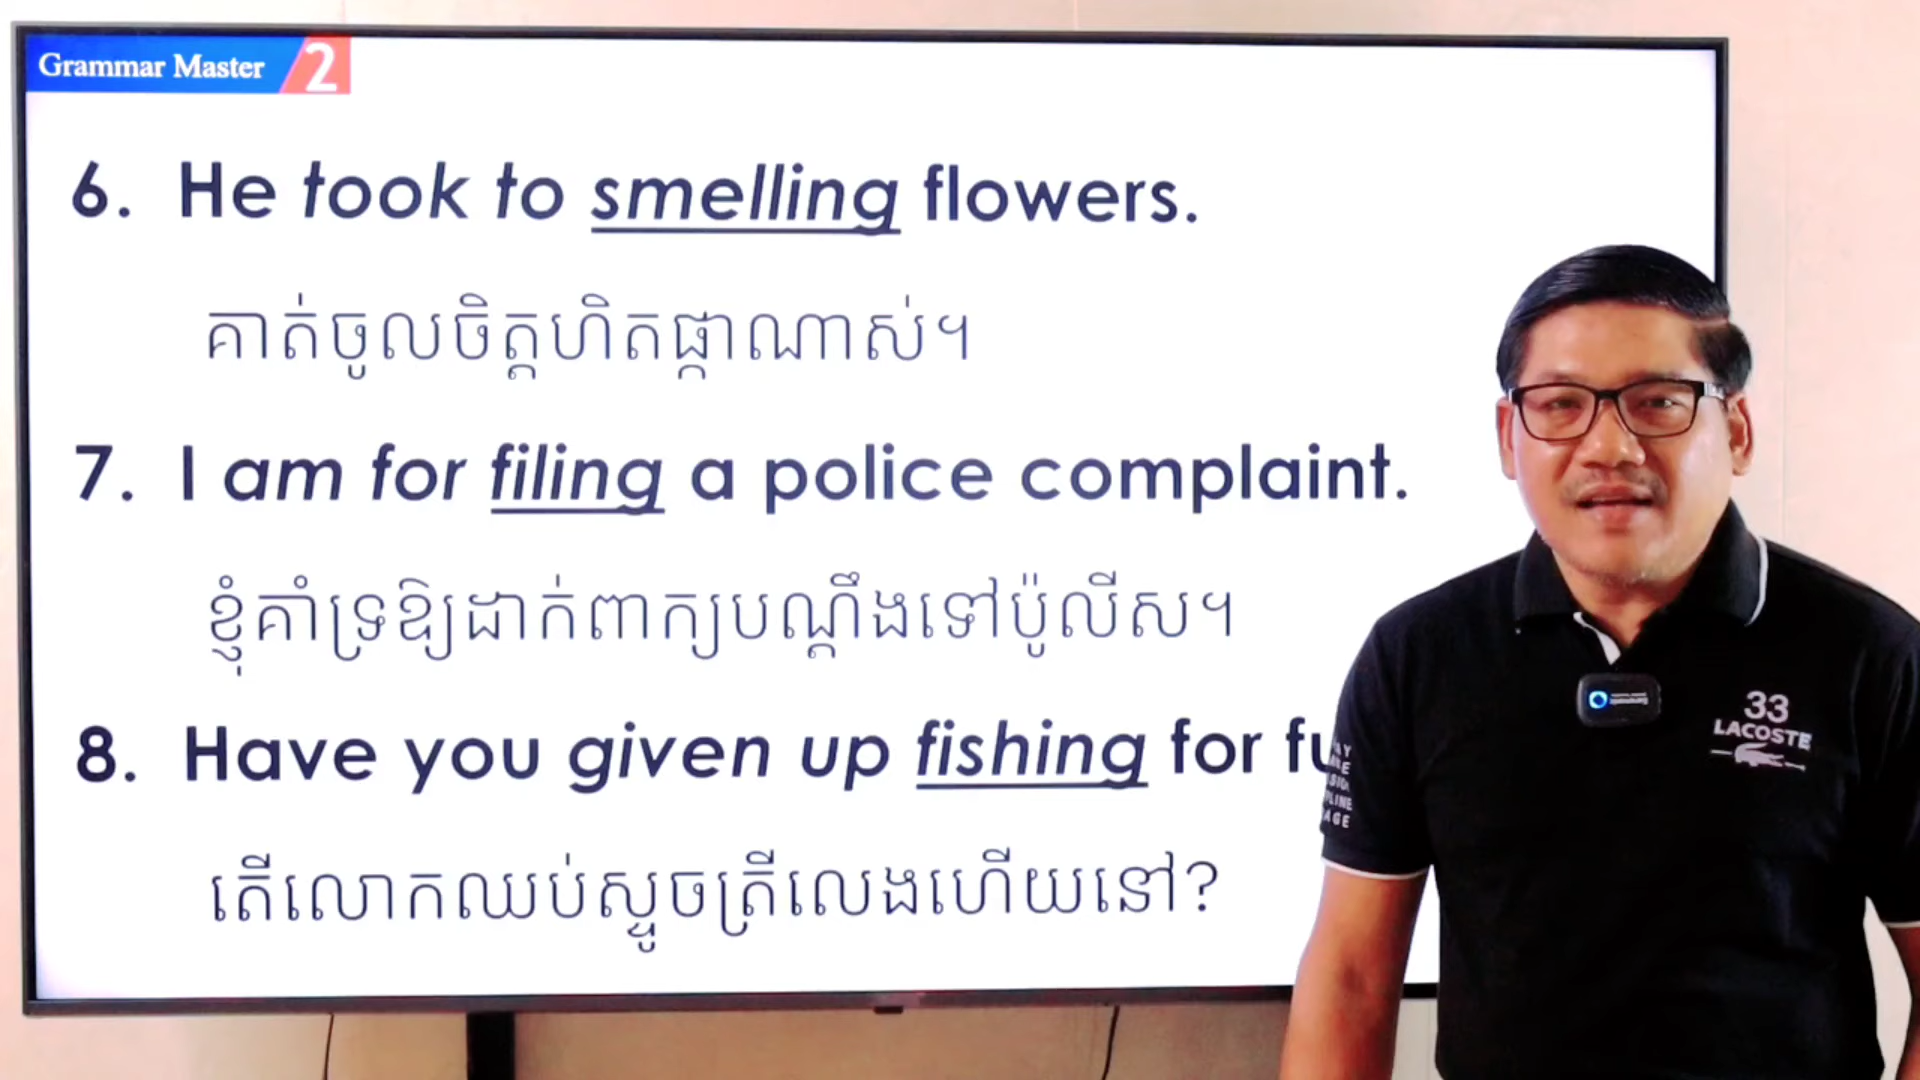 Grammar Master 2
6. He took to smelling flowers.
គាត់ចូលចិត្តហិតផ្កាណាស់។
7. I am for filing a police complaint.
ខ្ញុំគាំទ្រឱ្យដាក់ពាក្យបណ្ដឹងទៅប៉ូលីស។
8. Have you given up fishing for fu
តើលោកឈប់ស្ទូចត្រីលេងហើយនៅ?
33
LACOSTE